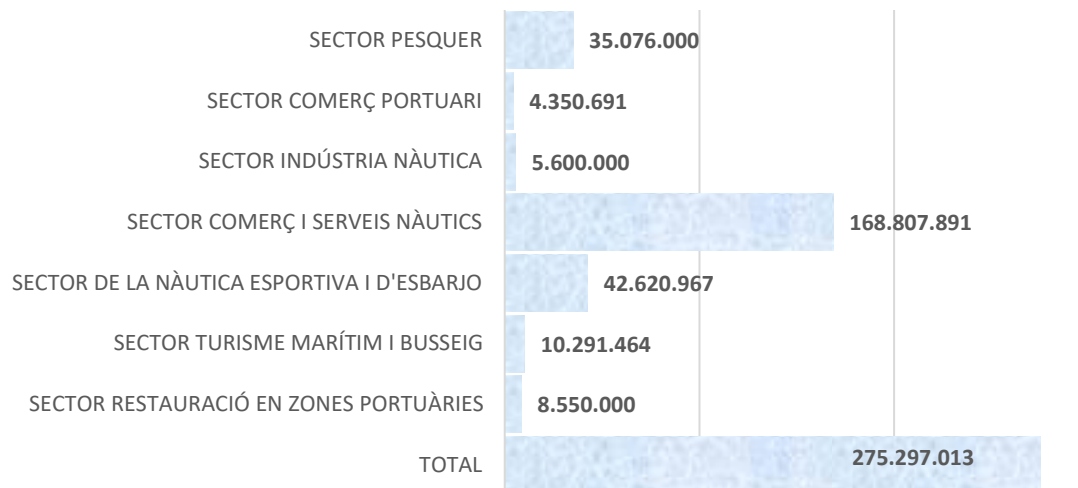 SECTOR PESQUER 35.076.000
SECTOR COMERÇ PORTUARI 4.350.691
SECTOR INDÚSTRIA NÀUTICA 5.600.000
SECTOR COMERÇ I SERVEIS NÀUTICS 168.807.891
SECTOR DE LA NÀUTICA ESPORTIVA I D'ESBARJO 42.620.967
SECTOR TURISME MARÍTIM I BUSSEIG 10.291.464
SECTOR RESTAURACIÓ EN ZONES PORTUÀRIES 8.550.000
TOTAL 275.297.013